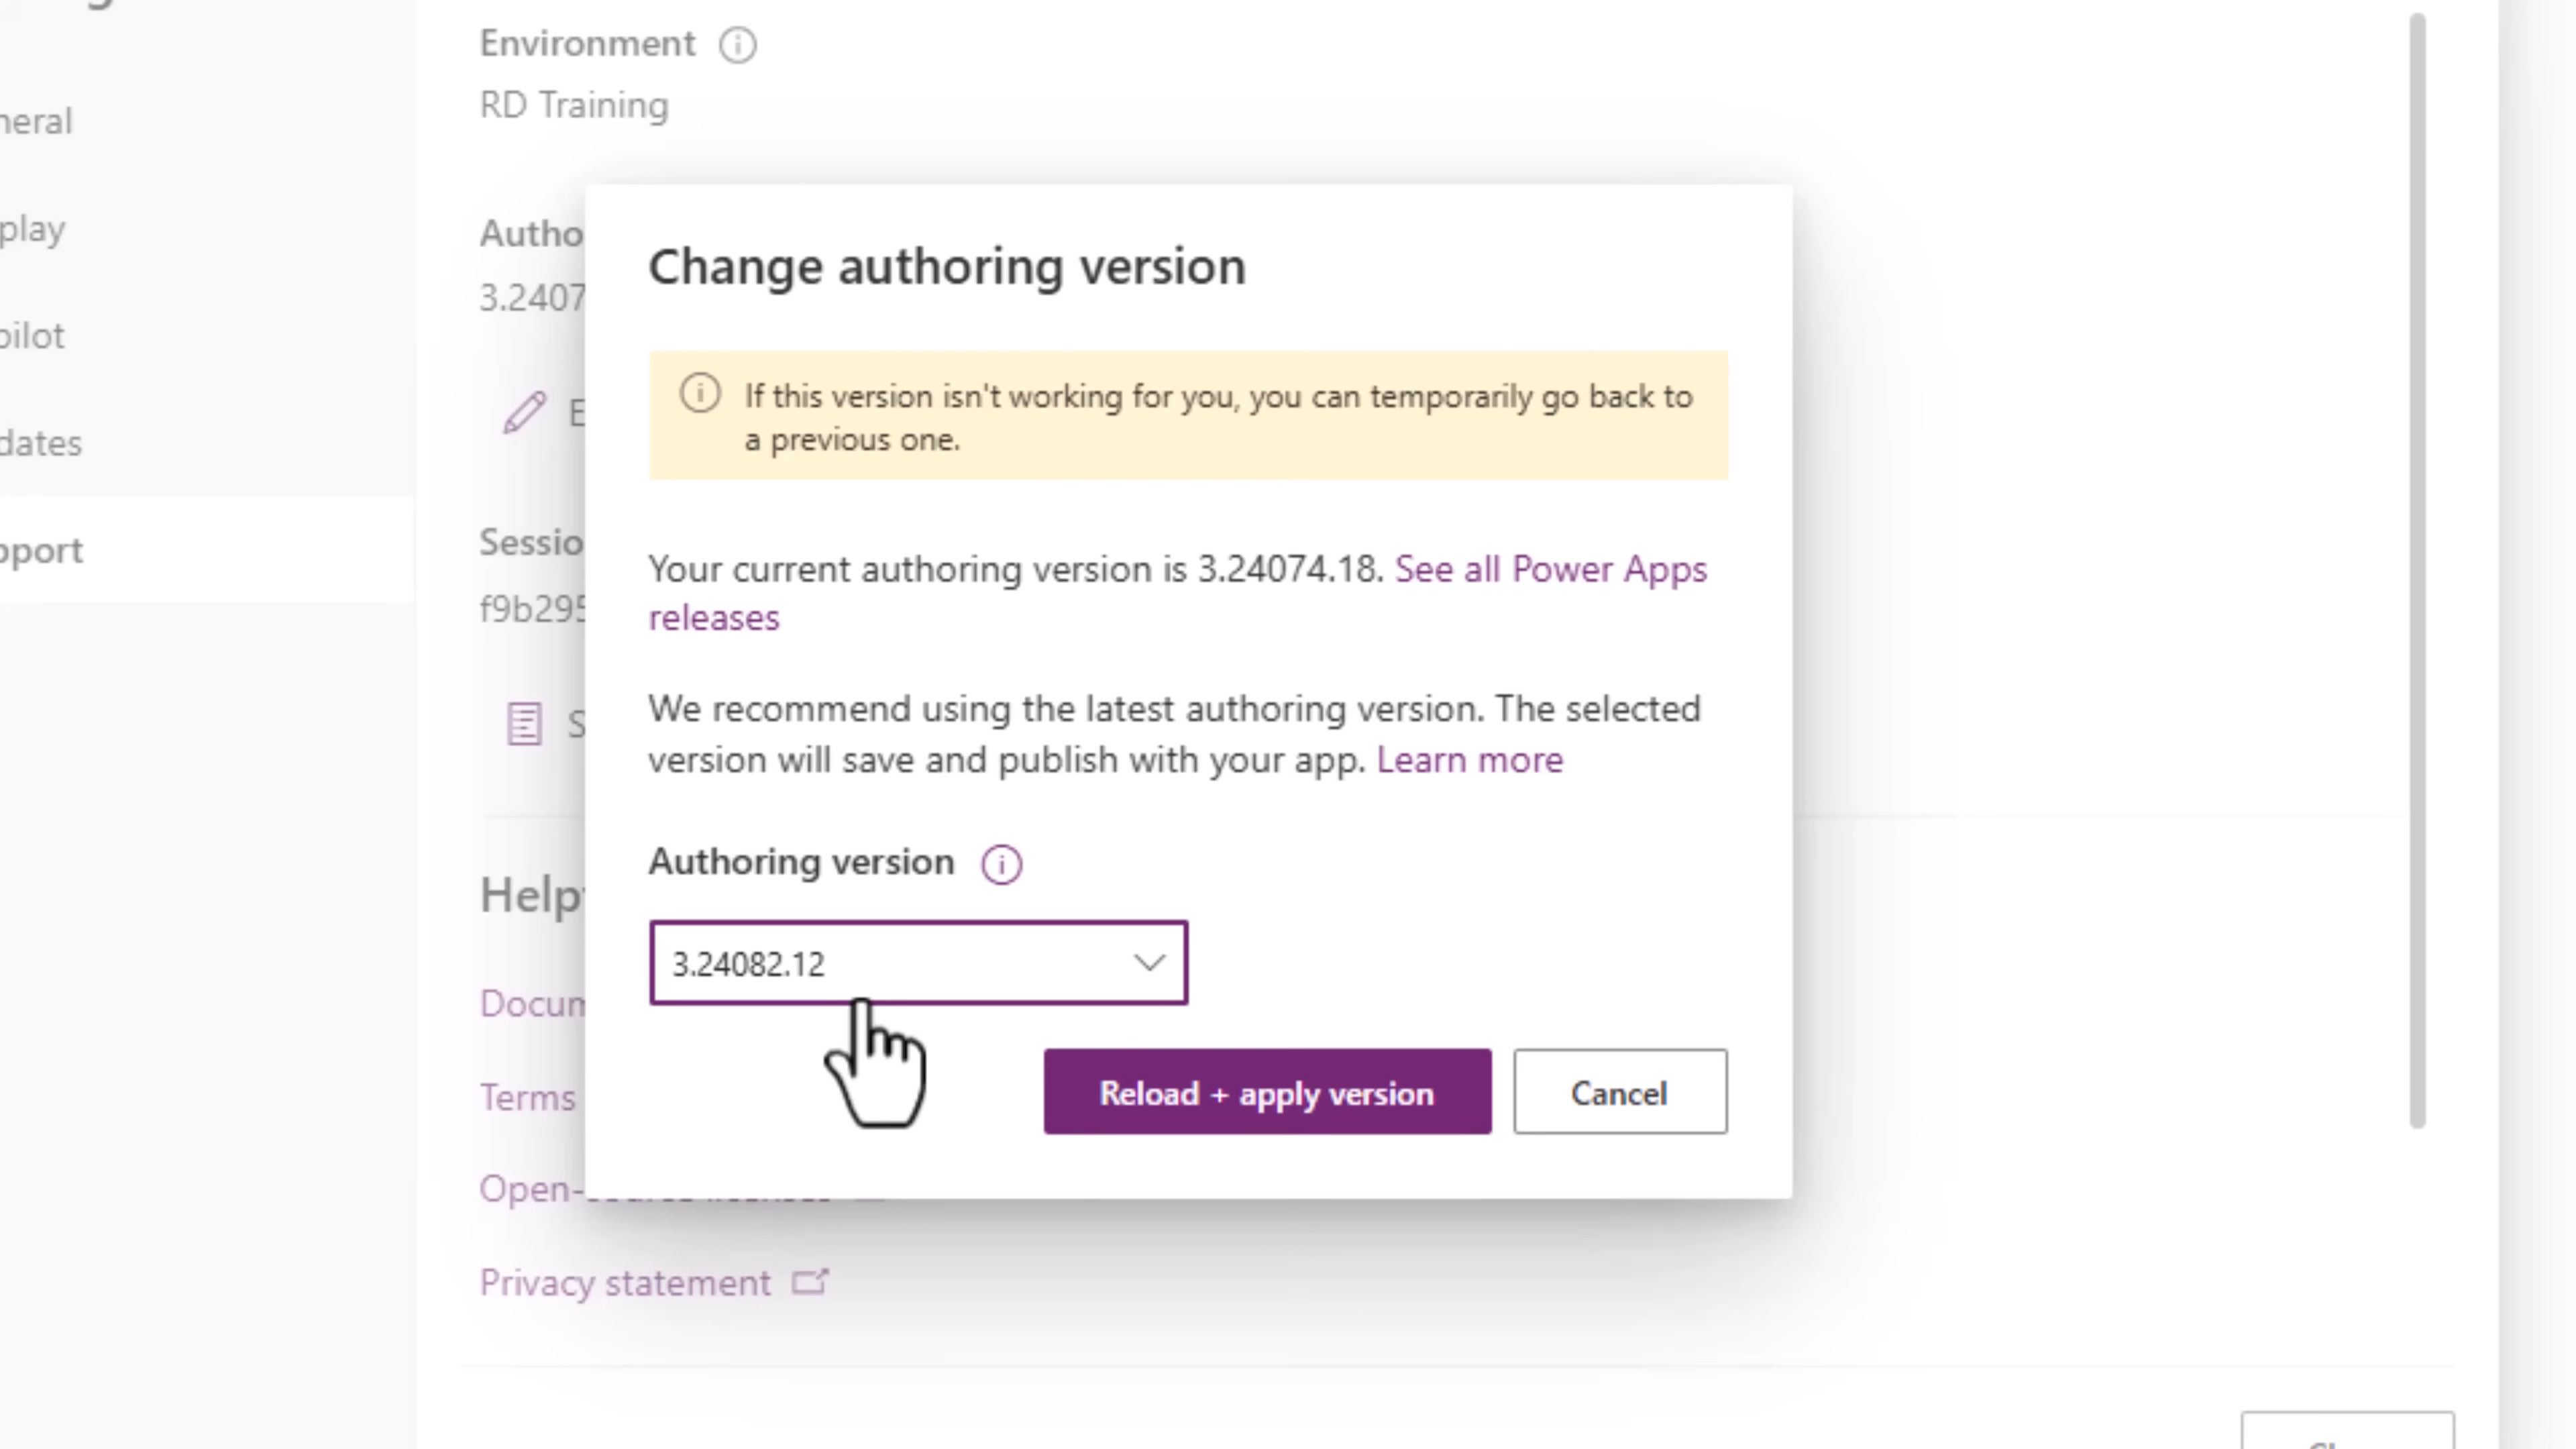 Environment
RD Training
neral
play
pilot
dates
pport
Autho
3.2407
E
Sessio
f9b295
S
Help
Docum
Terms
Open-
Privacy statement
Change authoring version
If this version isn't working for you, you can temporarily go back to
a previous one.
Your current authoring version is 3.24074.18. See all Power Apps
releases
We recommend using the latest authoring version. The selected
version will save and publish with your app. Learn more
Authoring version
3.24082.12
Reload + apply version
Cancel